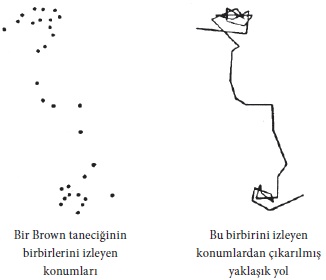 Bir Brown taneciğinin
birbirlerini izleyen
konumları
Bu birbirini izleyen
konumlardan çıkarılmış
yaklaşık yol